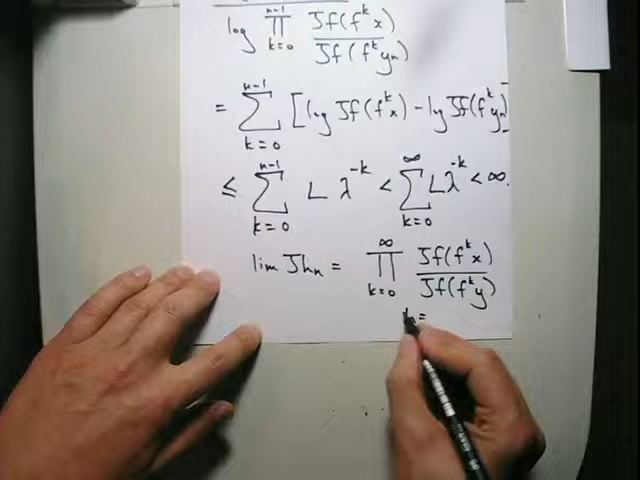 log ∏_{k=0}^{n-1} Jf(f^k x) / Jf(f^k y_n)
= ∑_{k=0}^{n-1} [log Jf(f^k x) - log Jf(f^k y_n)]
≤ ∑_{k=0}^{n-1} L λ^{-k} < ∑_{k=0}^{∞} L λ^{-k} < ∞.
lim Jh_n = ∏_{k=0}^{∞} Jf(f^k x) / Jf(f^k y)
h =